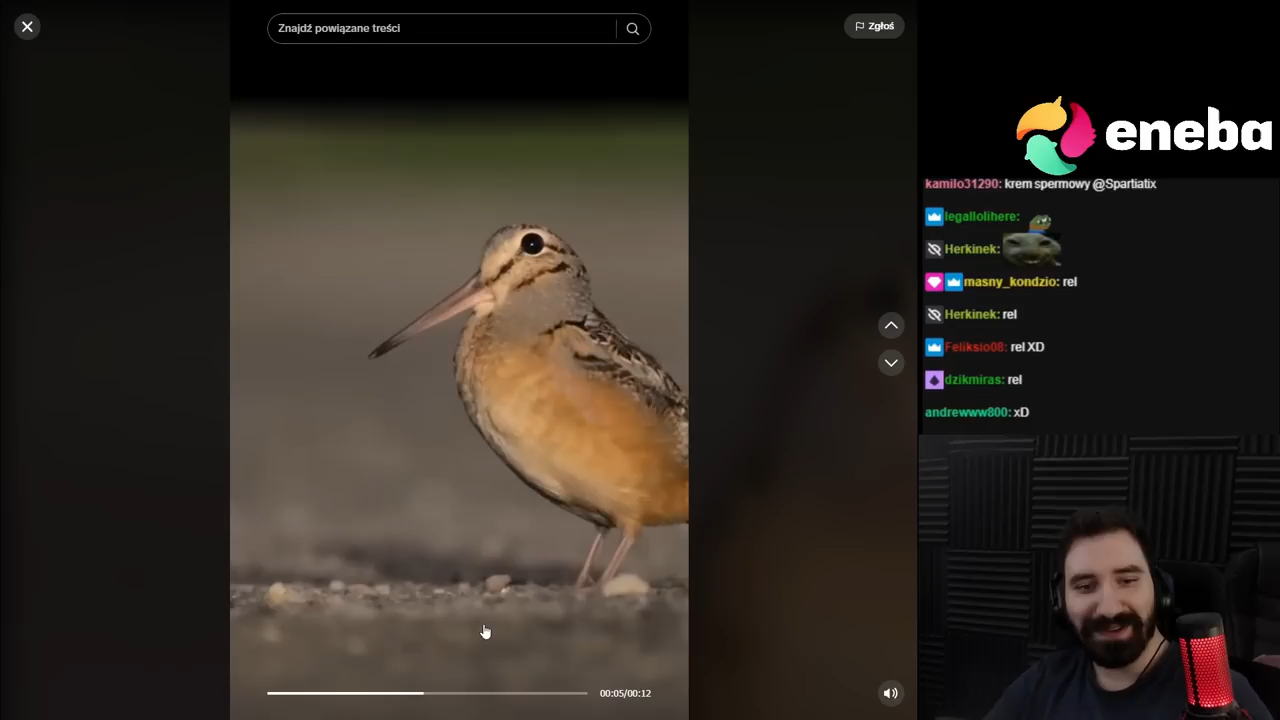 Znajdź powiązane treści
Zgłoś
00:05/00:12
eneba
kamilo31290: krem spermowy @Spartiatix
legallolihere:
Herkinek:
masny_kondzio: rel
Herkinek: rel
Feliksio08: rel XD
dzikmiras: rel
andrewww800: xD